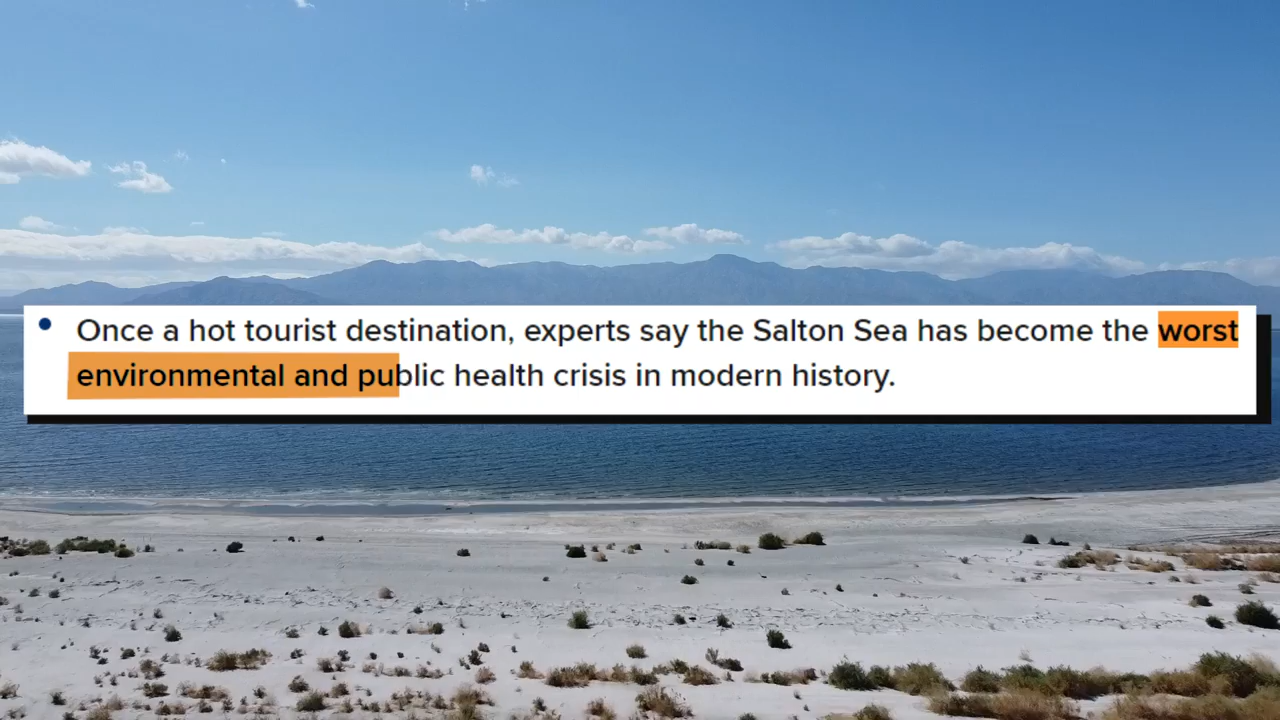 Once a hot tourist destination, experts say the Salton Sea has become the worst
environmental and public health crisis in modern history.